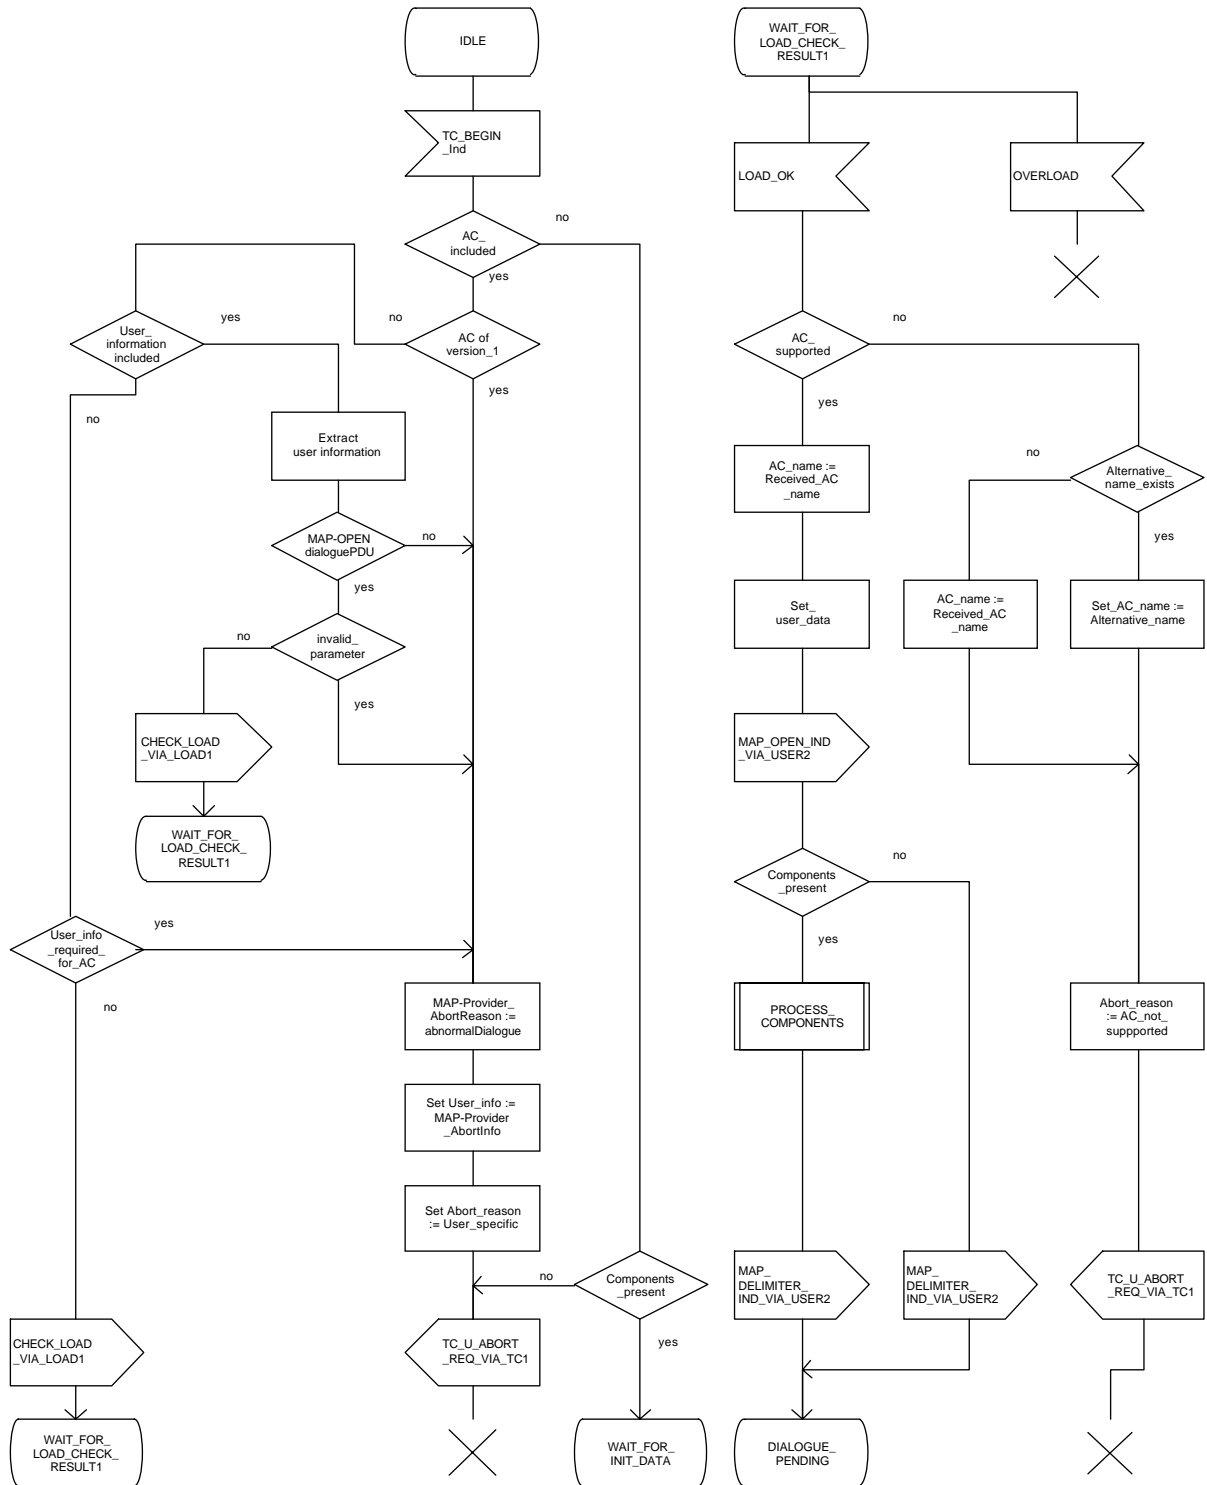 IDLE
TC_BEGIN
_Ind
AC_
included
no
yes
AC of
version_1
no
yes
User_
information
included
yes
no
Extract
user information
MAP-OPEN
dialoguePDU
no
yes
invalid_
parameter
no
yes
CHECK_LOAD
_VIA_LOAD1
WAIT_FOR_
LOAD_CHECK_
RESULT1
User_info
_required_
for_AC
yes
no
MAP-Provider_
AbortReason :=
abnormalDialogue
Set User_info :=
MAP-Provider
_AbortInfo
Set Abort_reason
:= User_specific
Components
_present
no
yes
CHECK_LOAD
_VIA_LOAD1
TC_U_ABORT
_REQ_VIA_TC1
WAIT_FOR_
LOAD_CHECK_
RESULT1
WAIT_FOR_
INIT_DATA
WAIT_FOR_
LOAD_CHECK_
RESULT1
LOAD_OK
OVERLOAD
AC_
supported
no
yes
AC_name :=
Received_AC
_name
Alternative_
name_exists
no
yes
Set_
user_data
AC_name :=
Received_AC
_name
Set_AC_name :=
Alternative_name
MAP_OPEN_IND
_VIA_USER2
Components
_present
no
yes
PROCESS_
COMPONENTS
Abort_reason
:= AC_not_
suppported
MAP_
DELIMITER_
IND_VIA_USER2
MAP_
DELIMITER_
IND_VIA_USER2
TC_U_ABORT
_REQ_VIA_TC1
DIALOGUE_
PENDING